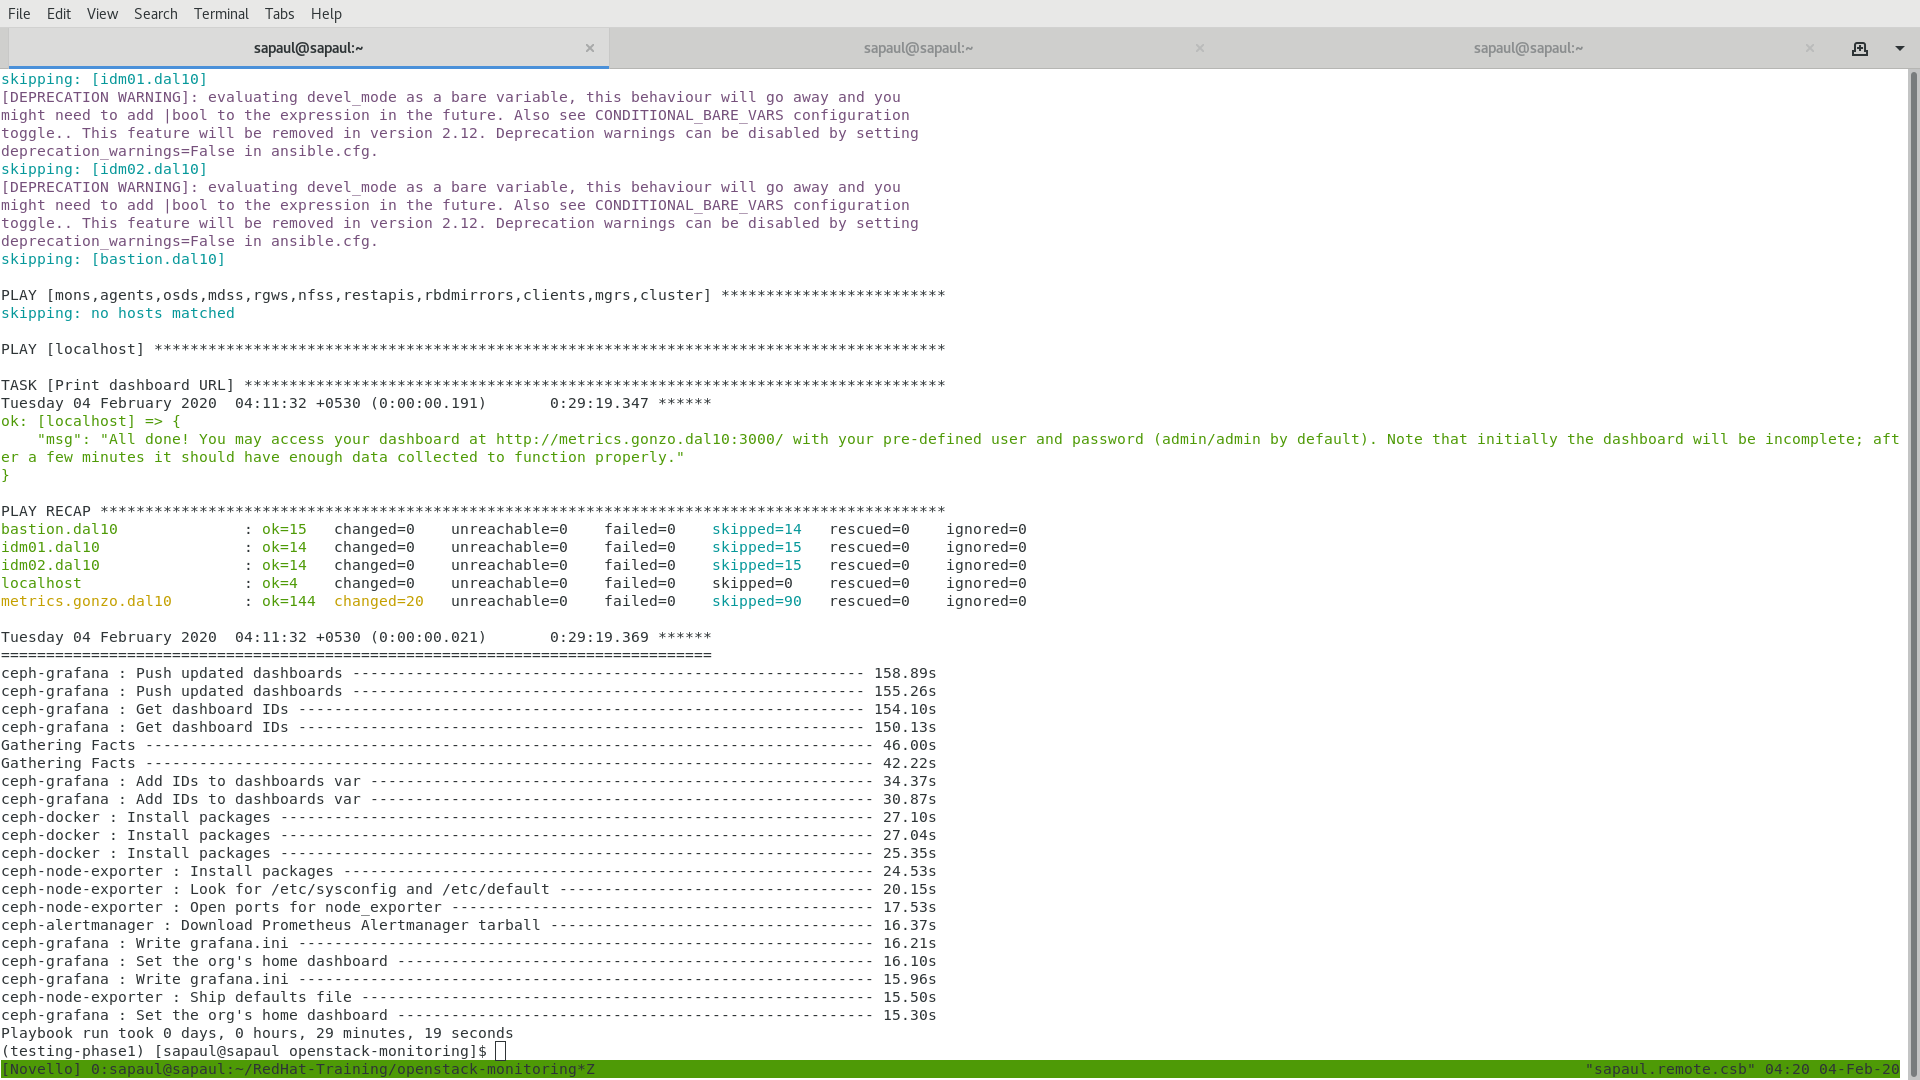 File Edit View Search Terminal Tabs Help
sapaul@sapaul:~ × sapaul@sapaul:~ × sapaul@sapaul:~ ×
skipping: [idm01.dal10]
[DEPRECATION WARNING]: evaluating devel_mode as a bare variable, this behaviour will go away and you
might need to add |bool to the expression in the future. Also see CONDITIONAL_BARE_VARS configuration
toggle.. This feature will be removed in version 2.12. Deprecation warnings can be disabled by setting
deprecation_warnings=False in ansible.cfg.
skipping: [idm02.dal10]
[DEPRECATION WARNING]: evaluating devel_mode as a bare variable, this behaviour will go away and you
might need to add |bool to the expression in the future. Also see CONDITIONAL_BARE_VARS configuration
toggle.. This feature will be removed in version 2.12. Deprecation warnings can be disabled by setting
deprecation_warnings=False in ansible.cfg.
skipping: [bastion.dal10]
PLAY [mons,agents,osds,mdss,rgws,nfss,restapis,rbdmirrors,clients,mgrs,cluster] *************************
skipping: no hosts matched
PLAY [localhost] ****************************************************************************************
TASK [Print dashboard URL] ******************************************************************************
Tuesday 04 February 2020  04:11:32 +0530 (0:00:00.191)       0:29:19.347 ******
ok: [localhost] => {
    "msg": "All done! You may access your dashboard at http://metrics.gonzo.dal10:3000/ with your pre-defined user and password (admin/admin by default). Note that initially the dashboard will be incomplete; aft
er a few minutes it should have enough data collected to function properly."
}
PLAY RECAP **********************************************************************************************
bastion.dal10              : ok=15   changed=0    unreachable=0    failed=0    skipped=14   rescued=0    ignored=0
idm01.dal10                : ok=14   changed=0    unreachable=0    failed=0    skipped=15   rescued=0    ignored=0
idm02.dal10                : ok=14   changed=0    unreachable=0    failed=0    skipped=15   rescued=0    ignored=0
localhost                  : ok=4    changed=0    unreachable=0    failed=0    skipped=0    rescued=0    ignored=0
metrics.gonzo.dal10        : ok=144  changed=20   unreachable=0    failed=0    skipped=90   rescued=0    ignored=0
Tuesday 04 February 2020  04:11:32 +0530 (0:00:00.021)       0:29:19.369 ******
===============================================================================
ceph-grafana : Push updated dashboards --------------------------------------------------------- 158.89s
ceph-grafana : Push updated dashboards --------------------------------------------------------- 155.26s
ceph-grafana : Get dashboard IDs --------------------------------------------------------------- 154.10s
ceph-grafana : Get dashboard IDs --------------------------------------------------------------- 150.13s
Gathering Facts --------------------------------------------------------------------------------- 46.00s
Gathering Facts --------------------------------------------------------------------------------- 42.22s
ceph-grafana : Add IDs to dashboards var -------------------------------------------------------- 34.37s
ceph-grafana : Add IDs to dashboards var -------------------------------------------------------- 30.87s
ceph-docker : Install packages ------------------------------------------------------------------ 27.10s
ceph-docker : Install packages ------------------------------------------------------------------ 27.04s
ceph-docker : Install packages ------------------------------------------------------------------ 25.35s
ceph-node-exporter : Install packages ----------------------------------------------------------- 24.53s
ceph-node-exporter : Look for /etc/sysconfig and /etc/default ----------------------------------- 20.15s
ceph-node-exporter : Open ports for node_exporter ----------------------------------------------- 17.53s
ceph-alertmanager : Download Prometheus Alertmanager tarball ------------------------------------ 16.37s
ceph-grafana : Write grafana.ini ---------------------------------------------------------------- 16.21s
ceph-grafana : Set the org's home dashboard ----------------------------------------------------- 16.10s
ceph-grafana : Write grafana.ini ---------------------------------------------------------------- 15.96s
ceph-node-exporter : Ship defaults file --------------------------------------------------------- 15.50s
ceph-grafana : Set the org's home dashboard ----------------------------------------------------- 15.30s
Playbook run took 0 days, 0 hours, 29 minutes, 19 seconds
(testing-phase1) [sapaul@sapaul openstack-monitoring]$
[Novello] 0:sapaul@sapaul:~/RedHat-Training/openstack-monitoring*Z "sapaul.remote.csb" 04:20 04-Feb-20